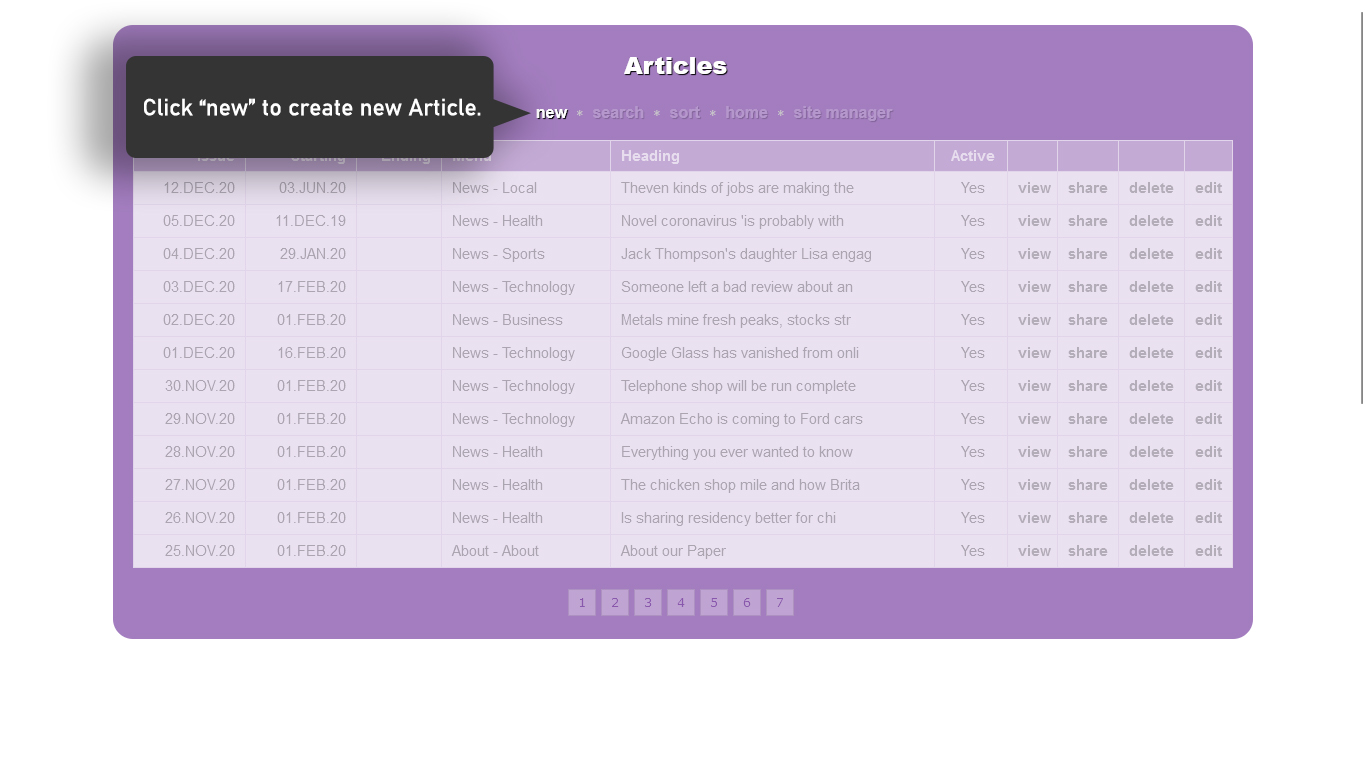 Articles
Click “new” to create new Article.
new * search * sort * home * site manager
Issue Starting Ending Menu Heading Active
12.DEC.20 03.JUN.20 News - Local Theven kinds of jobs are making the Yes view share delete edit
05.DEC.20 11.DEC.19 News - Health Novel coronavirus 'is probably with Yes view share delete edit
04.DEC.20 29.JAN.20 News - Sports Jack Thompson's daughter Lisa engag Yes view share delete edit
03.DEC.20 17.FEB.20 News - Technology Someone left a bad review about an Yes view share delete edit
02.DEC.20 01.FEB.20 News - Business Metals mine fresh peaks, stocks str Yes view share delete edit
01.DEC.20 16.FEB.20 News - Technology Google Glass has vanished from onli Yes view share delete edit
30.NOV.20 01.FEB.20 News - Technology Telephone shop will be run complete Yes view share delete edit
29.NOV.20 01.FEB.20 News - Technology Amazon Echo is coming to Ford cars Yes view share delete edit
28.NOV.20 01.FEB.20 News - Health Everything you ever wanted to know Yes view share delete edit
27.NOV.20 01.FEB.20 News - Health The chicken shop mile and how Brita Yes view share delete edit
26.NOV.20 01.FEB.20 News - Health Is sharing residency better for chi Yes view share delete edit
25.NOV.20 01.FEB.20 About - About About our Paper Yes view share delete edit
1 2 3 4 5 6 7